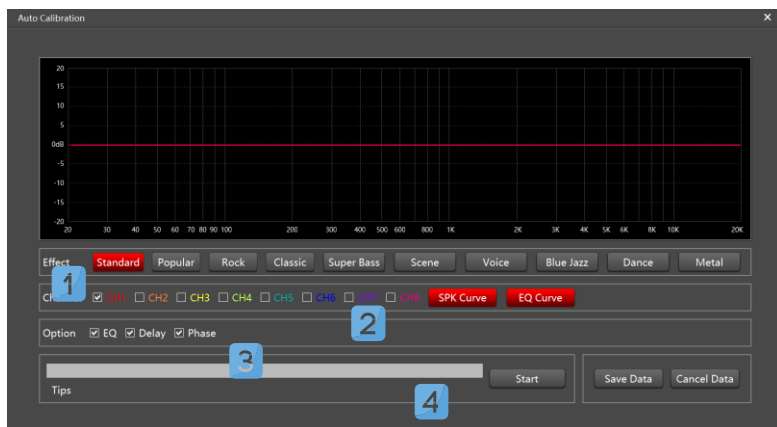 Auto Calibration ×
20
15
10
5
0dB
-5
-10
-15
-20
20 30 40 50 60 70 80 90 100 200 300 400 500 600 800 1K 2K 3K 4K 5K 6K 8K 10K 20K
Effect Standard Popular Rock Classic Super Bass Scene Voice Blue Jazz Dance Metal
1
CH1 CH2 CH3 CH4 CH5 CH6 CH7 CH8 SPK Curve EQ Curve
2
Option EQ Delay Phase
3
Start Save Data Cancel Data
Tips
4